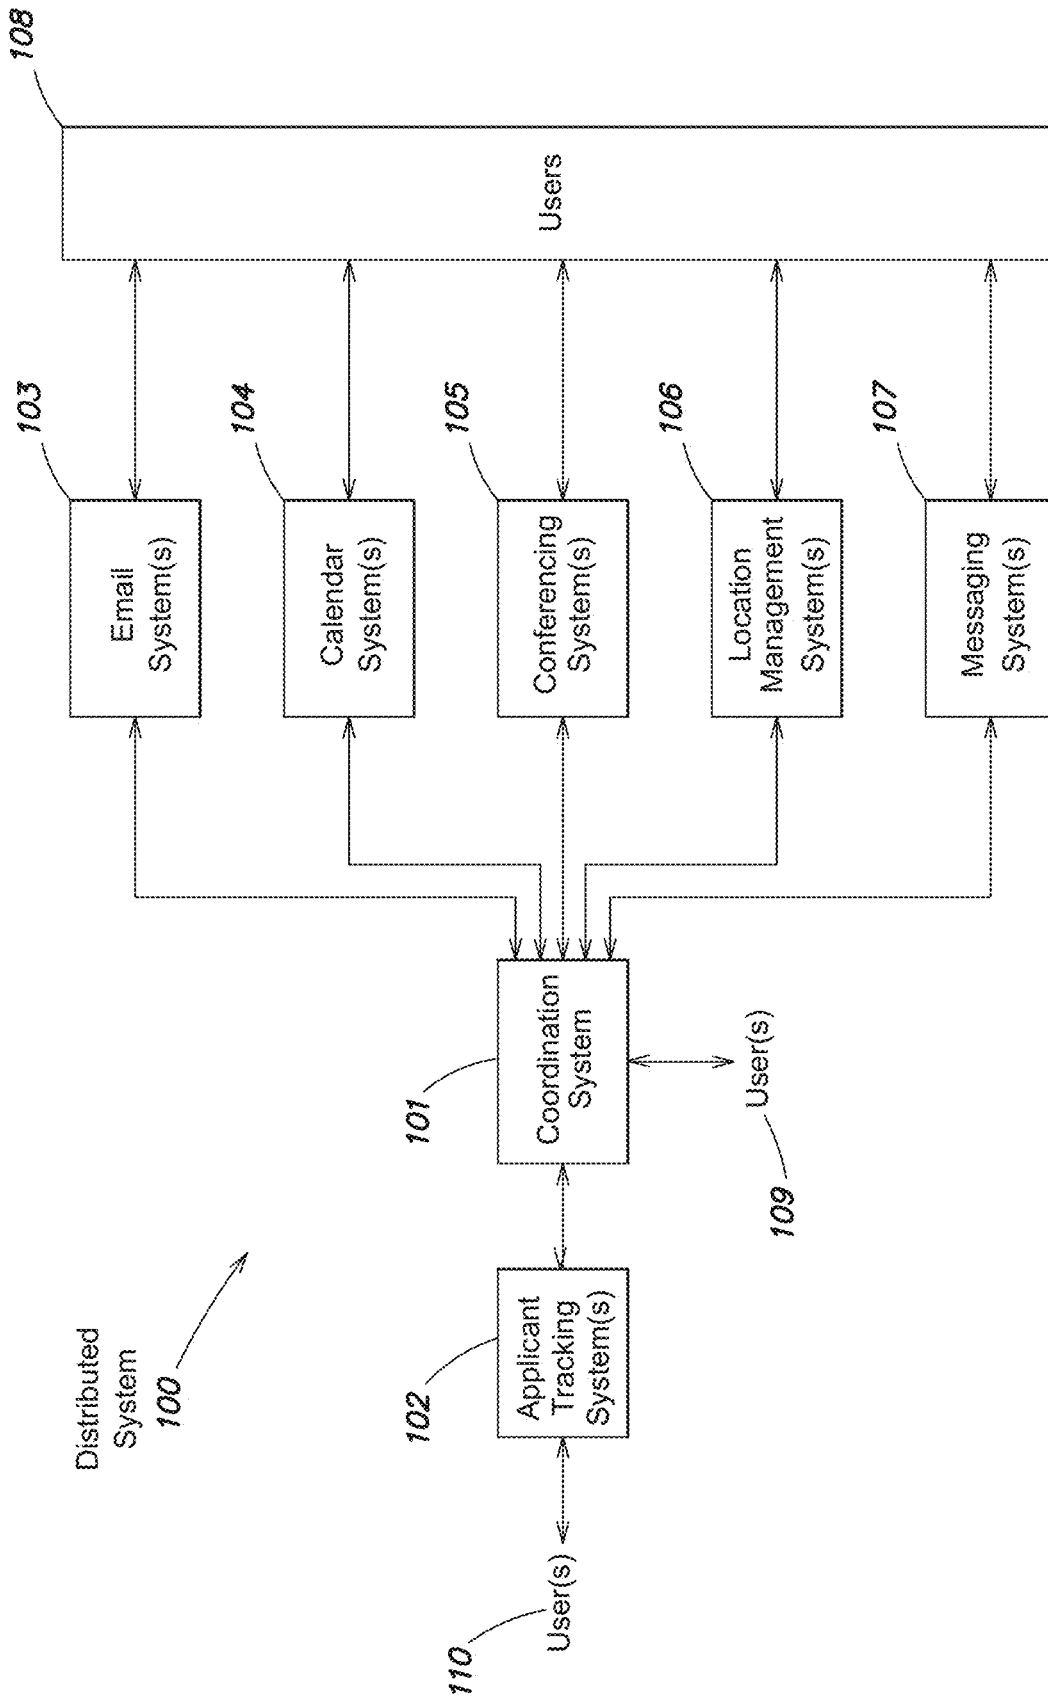 Distributed
System
100
110
User(s)
102
Applicant
Tracking
System(s)
101
Coordination
System
109
User(s)
103
Email
System(s)
104
Calendar
System(s)
105
Conferencing
System(s)
106
Location
Management
System(s)
107
Messaging
System(s)
108
Users